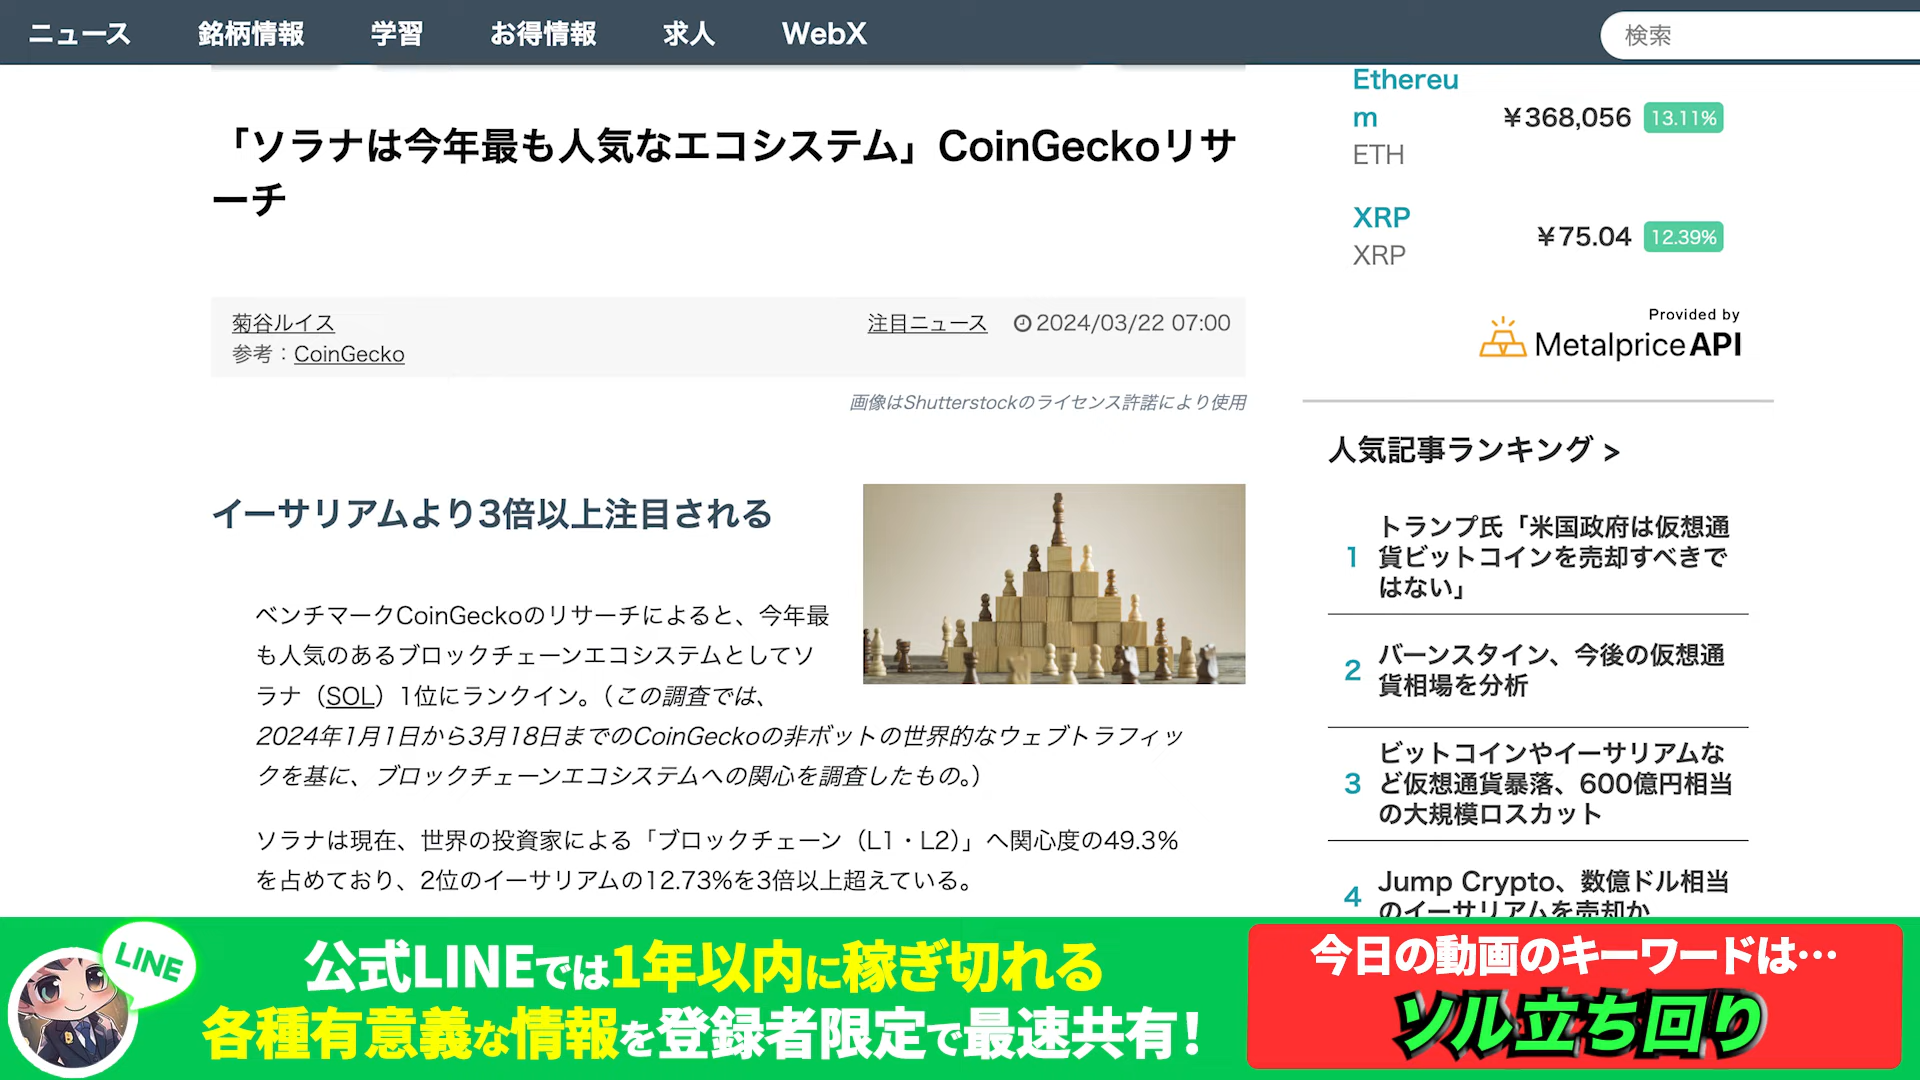 ニュース 銘柄情報 学習 お得情報 求人 WebX 検索
「ソラナは今年最も人気なエコシステム」CoinGeckoリサ
ーチ
菊谷ルイス
注目ニュース 2024/03/22 07:00
参考：CoinGecko
画像はShutterstockのライセンス許諾により使用
イーサリアムより3倍以上注目される
ベンチマークCoinGeckoのリサーチによると、今年最
も人気のあるブロックチェーンエコシステムとしてソ
ラナ（SOL）1位にランクイン。（この調査では、
2024年1月1日から3月18日までのCoinGeckoの非ボットの世界的なウェブトラフィッ
クを基に、ブロックチェーンエコシステムへの関心を調査したもの。）
ソラナは現在、世界の投資家による「ブロックチェーン（L1・L2）」へ関心度の49.3%
を占めており、2位のイーサリアムの12.73%を3倍以上超えている。
Ethereu
m
ETH
¥368,056 13.11%
XRP
XRP
¥75.04 12.39%
Provided by
MetalpriceAPI
人気記事ランキング >
1 トランプ氏「米国政府は仮想通
貨ビットコインを売却すべきで
はない」
2 バーンスタイン、今後の仮想通
貨相場を分析
3 ビットコインやイーサリアムな
ど仮想通貨暴落、600億円相当
の大規模ロスカット
4 Jump Crypto、数億ドル相当
のイーサリアムを売却か
LINE
公式LINEでは1年以内に稼ぎ切れる
各種有意義な情報を登録者限定で最速共有！
今日の動画のキーワードは…
ソル立ち回り